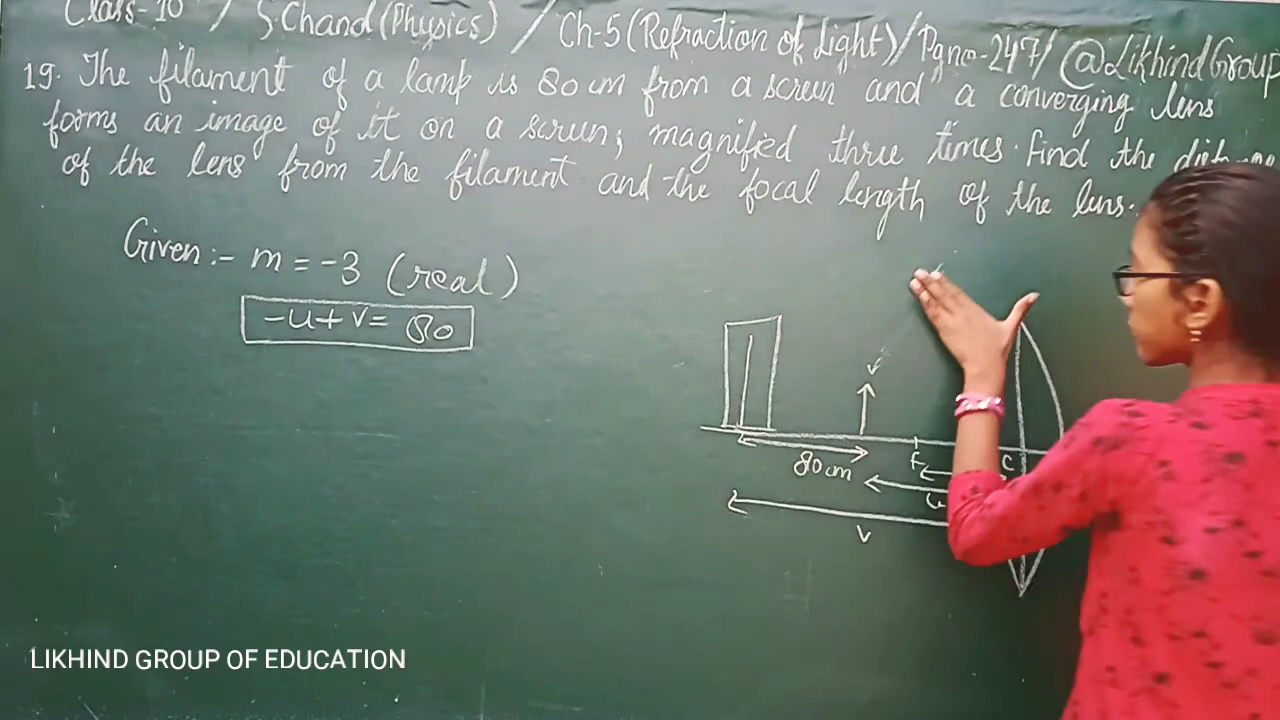 Class-10 / S.Chand(Physics) / Ch-5(Refraction of Light)/Pg no-247/@LikhindGroup
19. The filament of a lamp is 80 cm from a screen and a converging lens
forms an image of it on a screen, magnified three times. Find the distance
of the lens from the filament and the focal length of the lens.
Given:- m = -3 (real)
-u+v= 80
80cm
F
C
u
v
LIKHIND GROUP OF EDUCATION